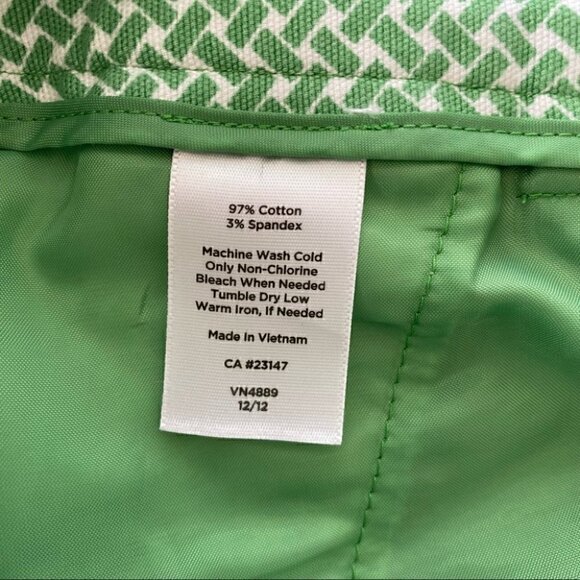 97% Cotton
3% Spandex
Machine Wash Cold
Only Non-Chlorine
Bleach When Needed
Tumble Dry Low
Warm Iron, If Needed
Made In Vietnam
CA #23147
VN4889
12/12